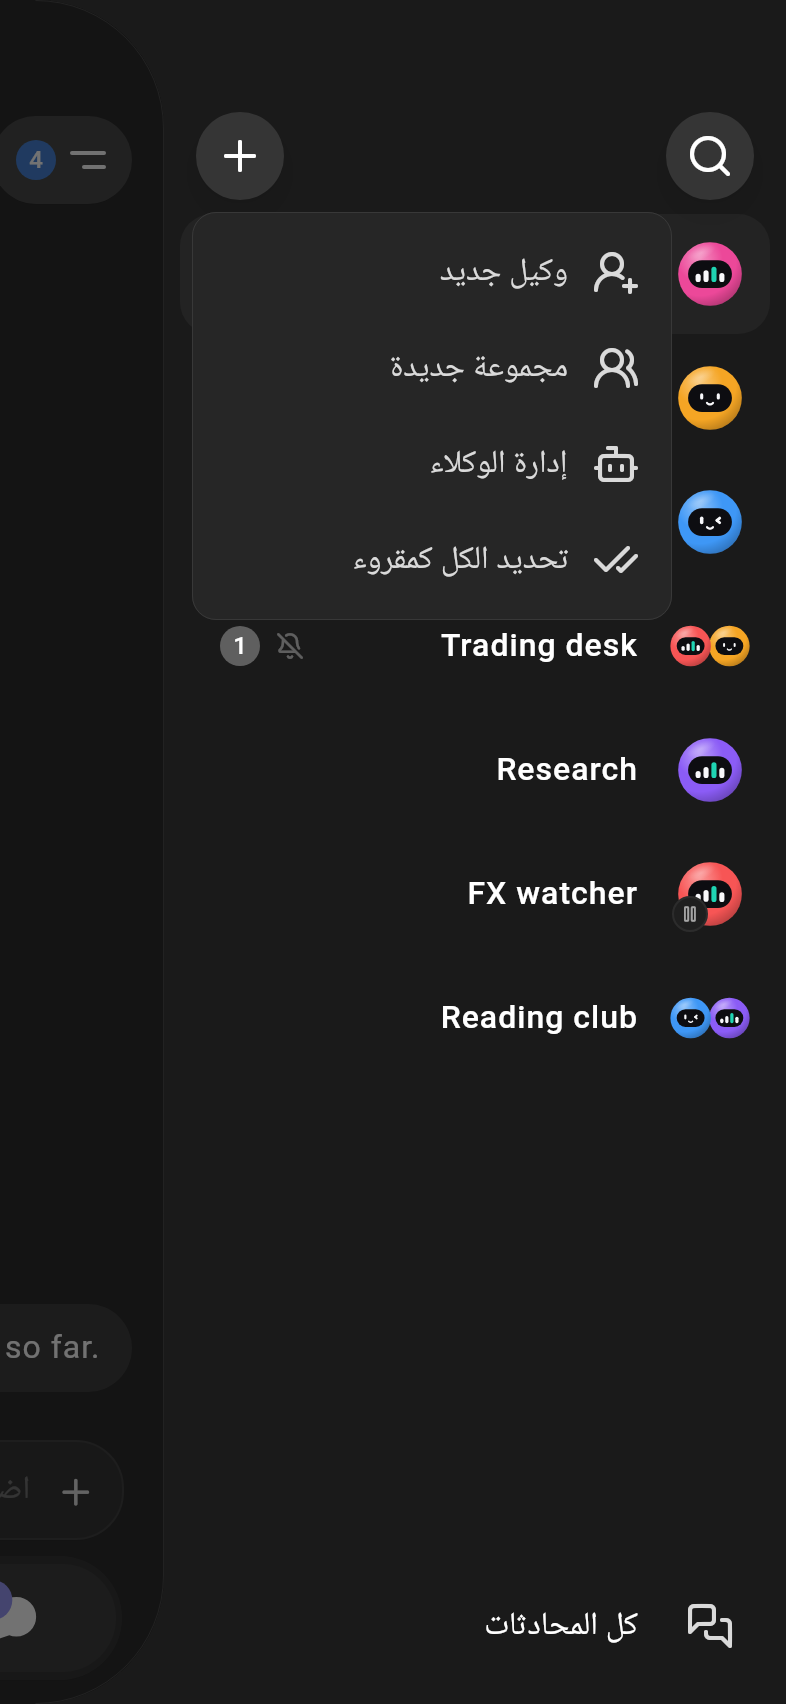 4
وكيل جديد
مجموعة جديدة
إدارة الوكلاء
تحديد الكل كمقروء
Trading desk
1
Research
FX watcher
Reading club
so far.
كل المحادثات